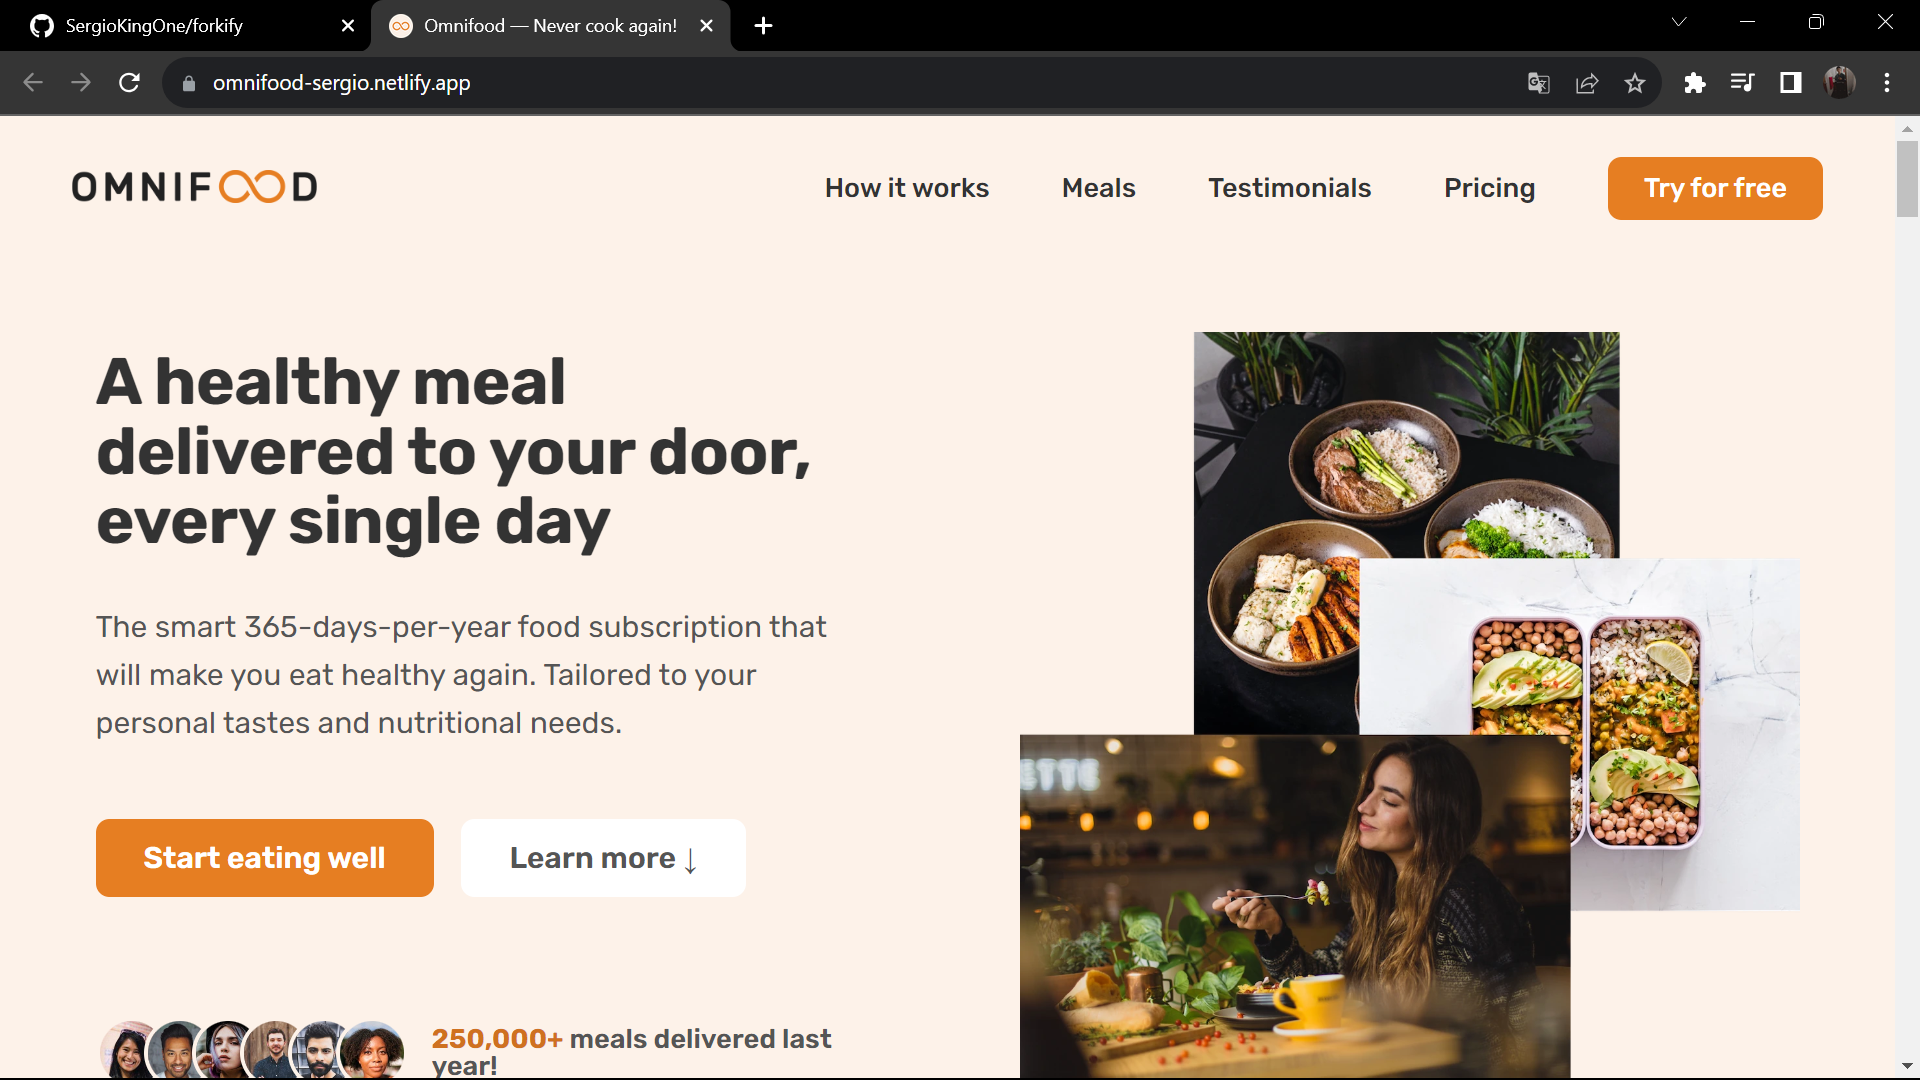 SergioKingOne/forkify
Omnifood — Never cook again!
omnifood-sergio.netlify.app
OMNIFOOD
How it works
Meals
Testimonials
Pricing
Try for free
A healthy meal
delivered to your door,
every single day
The smart 365-days-per-year food subscription that
will make you eat healthy again. Tailored to your
personal tastes and nutritional needs.
Start eating well
Learn more ↓
ETTE
250,000+ meals delivered last
year!